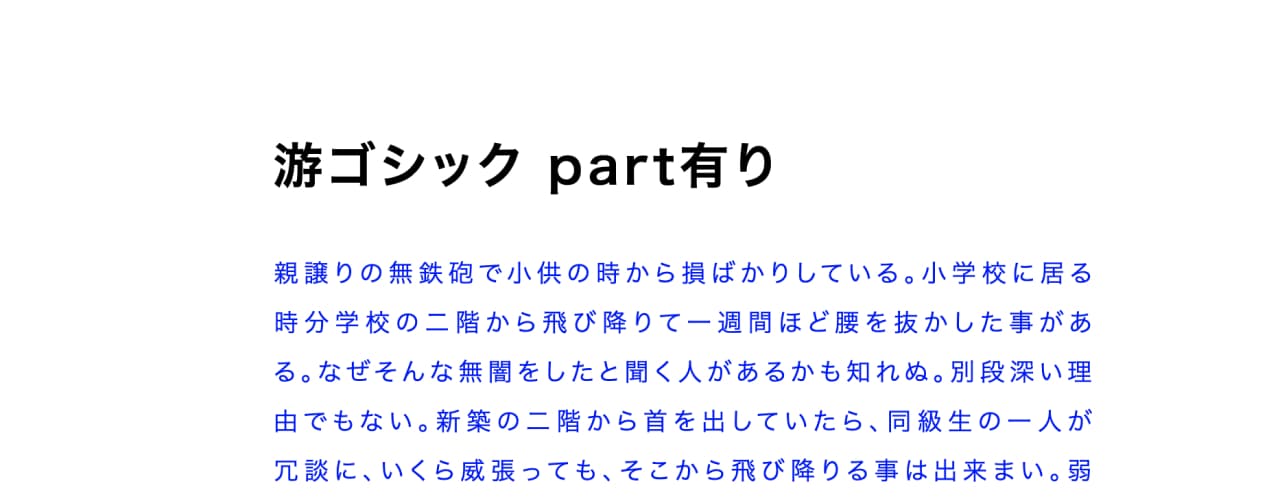 游ゴシック part有り
親譲りの無鉄砲で小供の時から損ばかりしている。小学校に居る
時分学校の二階から飛び降りて一週間ほど腰を抜かした事があ
る。なぜそんな無闇をしたと聞く人があるかも知れぬ。別段深い理
由でもない。新築の二階から首を出していたら、同級生の一人が
冗談に、いくら威張っても、そこから飛び降りる事は出来まい。弱